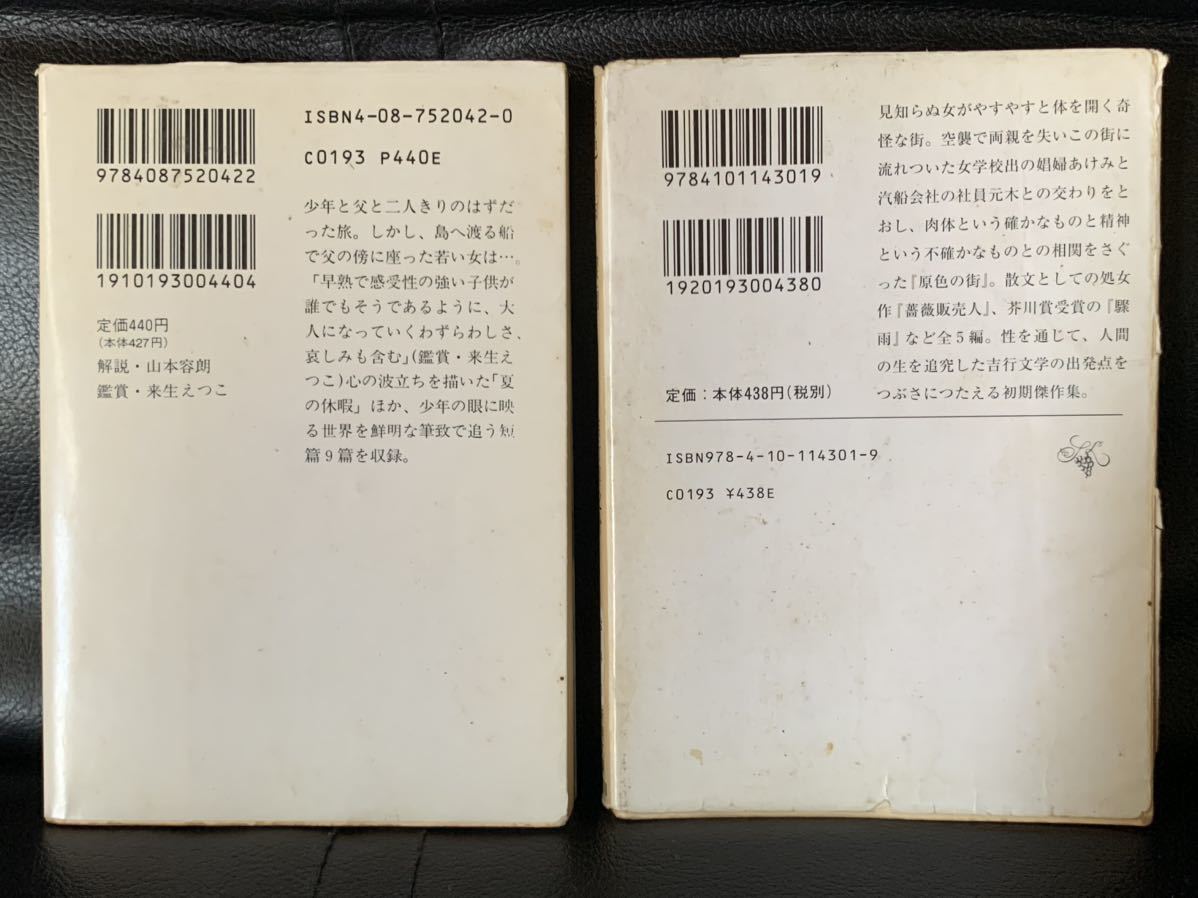 9784087520422
1910193004404
定価440円
(本体427円)
解説・山本容朗
鑑賞・来生えつこ
ISBN4-08-752042-0
C0193 P440E
少年と父と二人きりのはずだ
った旅。しかし、島へ渡る船
で父の傍に座った若い女は…。
「早熟で感受性の強い子供が
誰でもそうであるように、大
人になっていくわずらわしさ、
哀しみも含む」(鑑賞・来生え
つこ)心の波立ちを描いた「夏
の休暇」ほか、少年の眼に映
る世界を鮮明な筆致で追う短
篇9篇を収録。
9784101143019
1920193004380
見知らぬ女がやすやすと体を開く奇
怪な街。空襲で両親を失いこの街に
流れついた女学校出の娼婦あけみと
汽船会社の社員元木との交わりをと
おし、肉体という確かなものと精神
という不確かなものとの相関をさぐ
った『原色の街』。散文としての処女
作『薔薇販売人』、芥川賞受賞の『驟
雨』など全5編。性を通じて、人間
の生を追究した吉行文学の出発点を
つぶさにつたえる初期傑作集。
定価：本体438円(税別)
ISBN978-4-10-114301-9
C0193 ¥438E